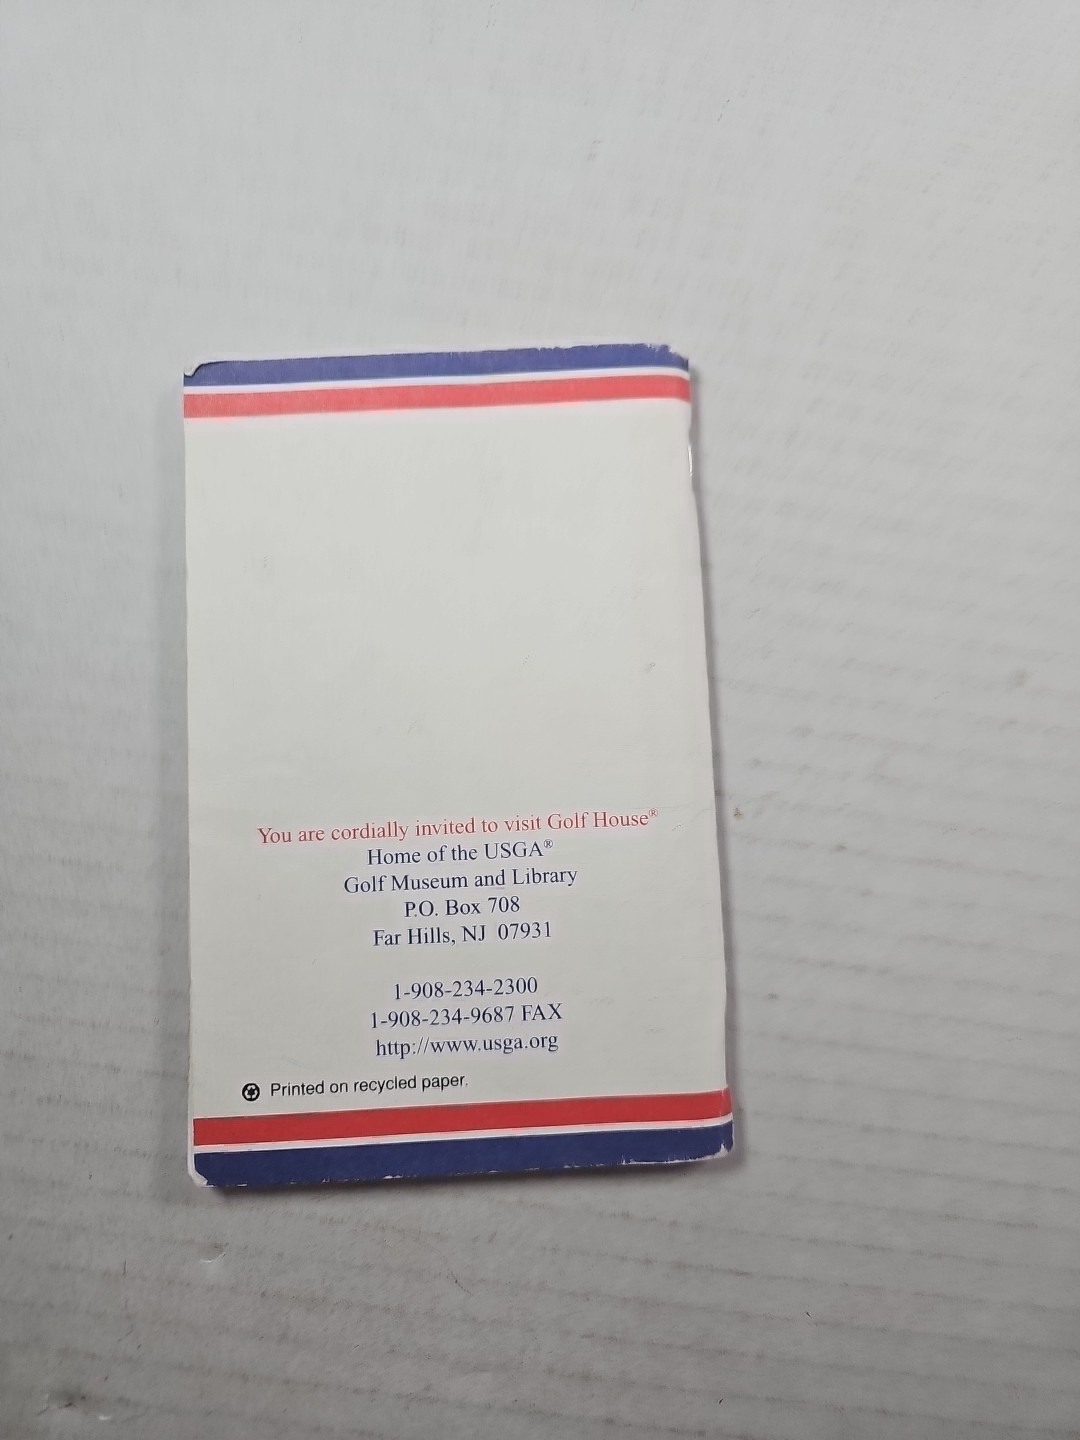 You are cordially invited to visit Golf House®
Home of the USGA®
Golf Museum and Library
P.O. Box 708
Far Hills, NJ  07931
1-908-234-2300
1-908-234-9687 FAX
http://www.usga.org
Printed on recycled paper.